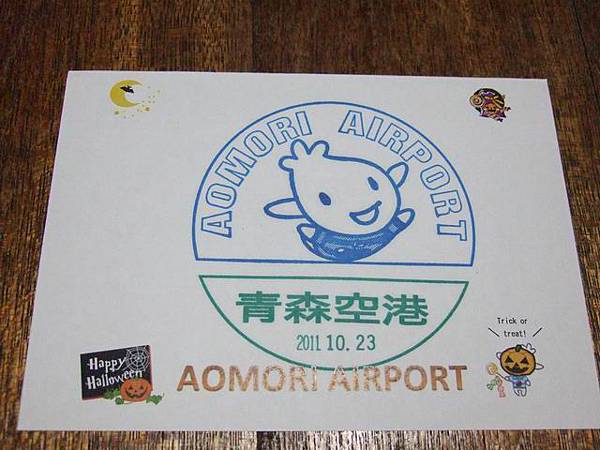 AOMORI AIRPORT
青森空港
2011 10. 23
Trick or
treat!
Happy
Halloween
AOMORI AIRPORT